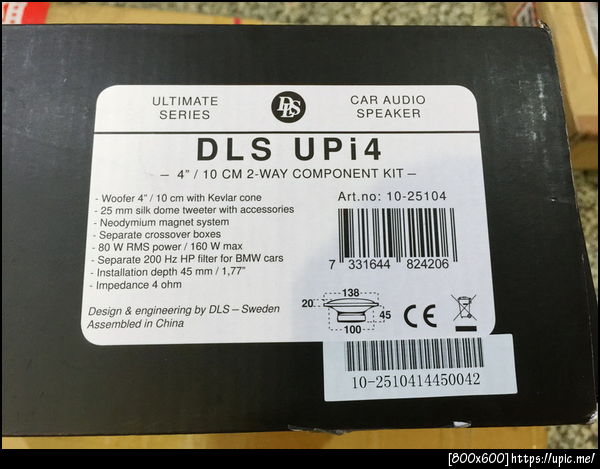 ULTIMATE SERIES
DLS
CAR AUDIO SPEAKER
DLS UPi4
– 4" / 10 CM 2-WAY COMPONENT KIT –
- Woofer 4" / 10 cm with Kevlar cone
- 25 mm silk dome tweeter with accessories
- Neodymium magnet system
- Separate crossover boxes
- 80 W RMS power / 160 W max
- Separate 200 Hz HP filter for BMW cars
- Installation depth 45 mm / 1,77"
- Impedance 4 ohm
Design & engineering by DLS – Sweden
Assembled in China
Art.no: 10-25104
7 331644 824206
138
20
45
100
CE
10-2510414450042
[800x600]https://upic.me/